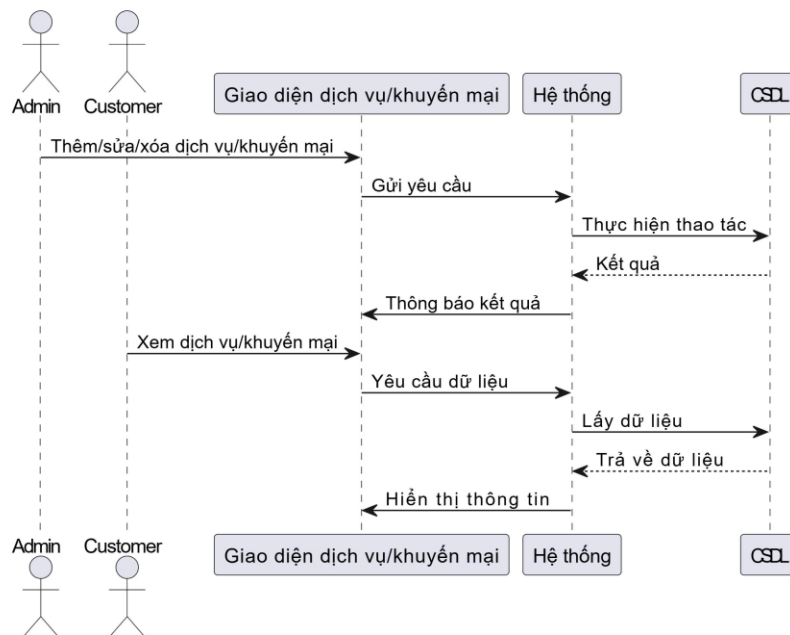 Admin
Customer
Giao diện dịch vụ/khuyến mại
Hệ thống
CSDL
Thêm/sửa/xóa dịch vụ/khuyến mại
Gửi yêu cầu
Thực hiện thao tác
Kết quả
Thông báo kết quả
Xem dịch vụ/khuyến mại
Yêu cầu dữ liệu
Lấy dữ liệu
Trả về dữ liệu
Hiển thị thông tin
Admin
Customer
Giao diện dịch vụ/khuyến mại
Hệ thống
CSDL